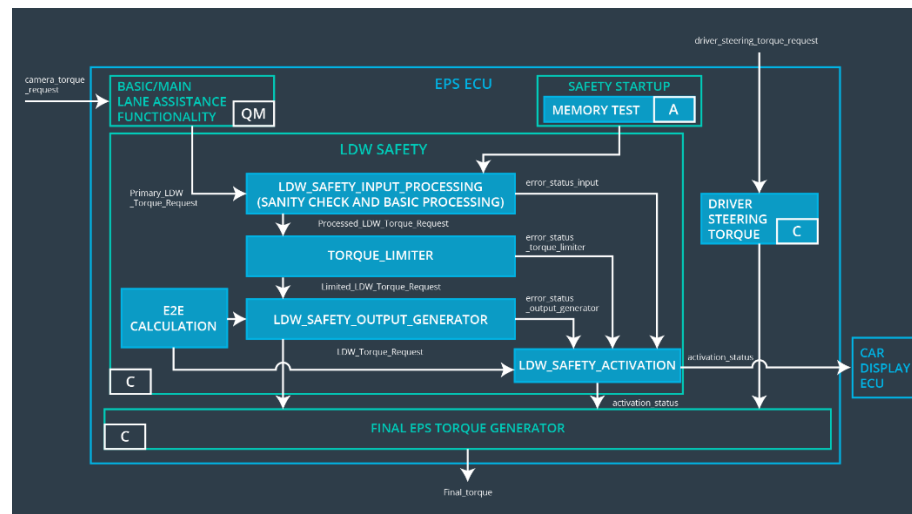 driver_steering_torque_request
camera_torque
_request
EPS ECU
BASIC/MAIN
LANE ASSISTANCE
FUNCTIONALITY
QM
SAFETY STARTUP
MEMORY TEST
A
LDW SAFETY
Primary_LDW
_Torque_Request
LDW_SAFETY_INPUT_PROCESSING
(SANITY CHECK AND BASIC PROCESSING)
error_status_input
DRIVER
STEERING
TORQUE
C
Processed_LDW_Torque_Request
TORQUE_LIMITER
error_status
_torque_limiter
Limited_LDW_Torque_Request
E2E
CALCULATION
LDW_SAFETY_OUTPUT_GENERATOR
error_status
_output_generator
LDW_Torque_Request
LDW_SAFETY_ACTIVATION
activation_status
CAR
DISPLAY
ECU
C
activation_status
C
FINAL EPS TORQUE GENERATOR
Final_torque